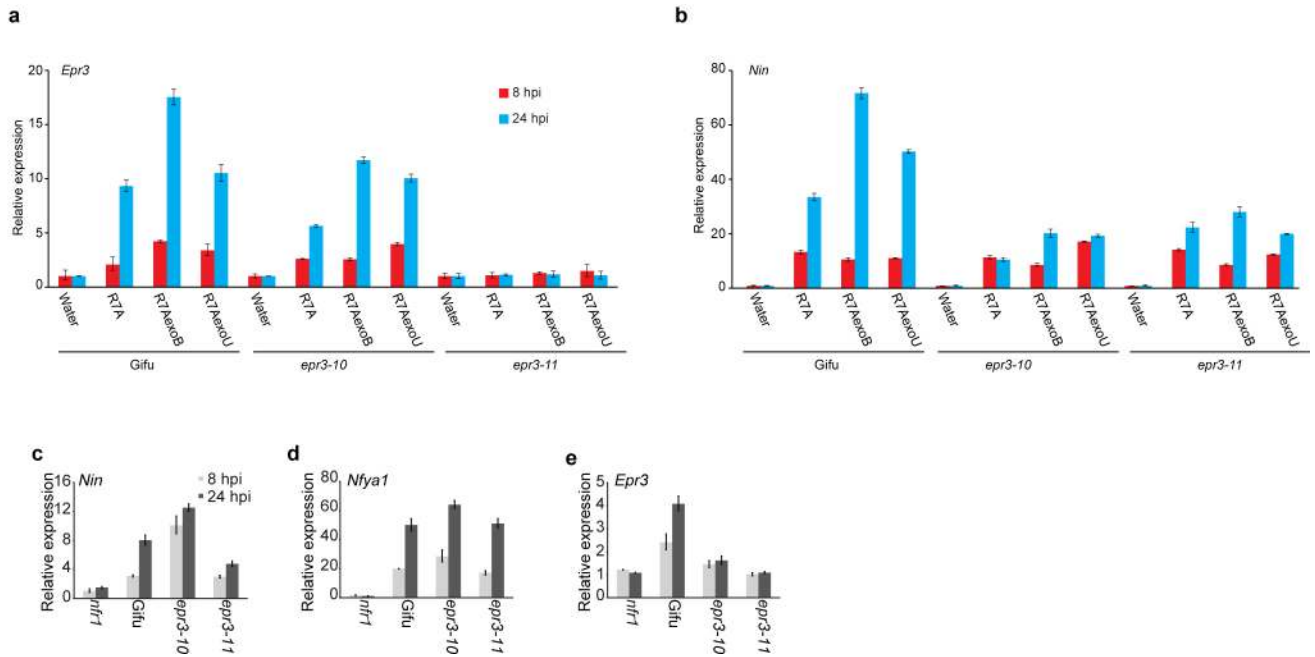 a
Epr3
Relative expression
20
15
10
5
0
8 hpi
24 hpi
Water
R7A
R7AexoB
R7AexoU
Water
R7A
R7AexoB
R7AexoU
Water
R7A
R7AexoB
R7AexoU
Gifu
epr3-10
epr3-11
b
Nin
Relative expression
80
60
40
20
0
Water
R7A
R7AexoB
R7AexoU
Water
R7A
R7AexoB
R7AexoU
Water
R7A
R7AexoB
R7AexoU
Gifu
epr3-10
epr3-11
c
Nin
Relative expression
16
12
8
4
0
8 hpi
24 hpi
nfr1
Gifu
epr3-10
epr3-11
d
Nfya1
Relative expression
80
60
40
20
0
nfr1
Gifu
epr3-10
epr3-11
e
Epr3
Relative expression
5
4
3
2
1
0
nfr1
Gifu
epr3-10
epr3-11